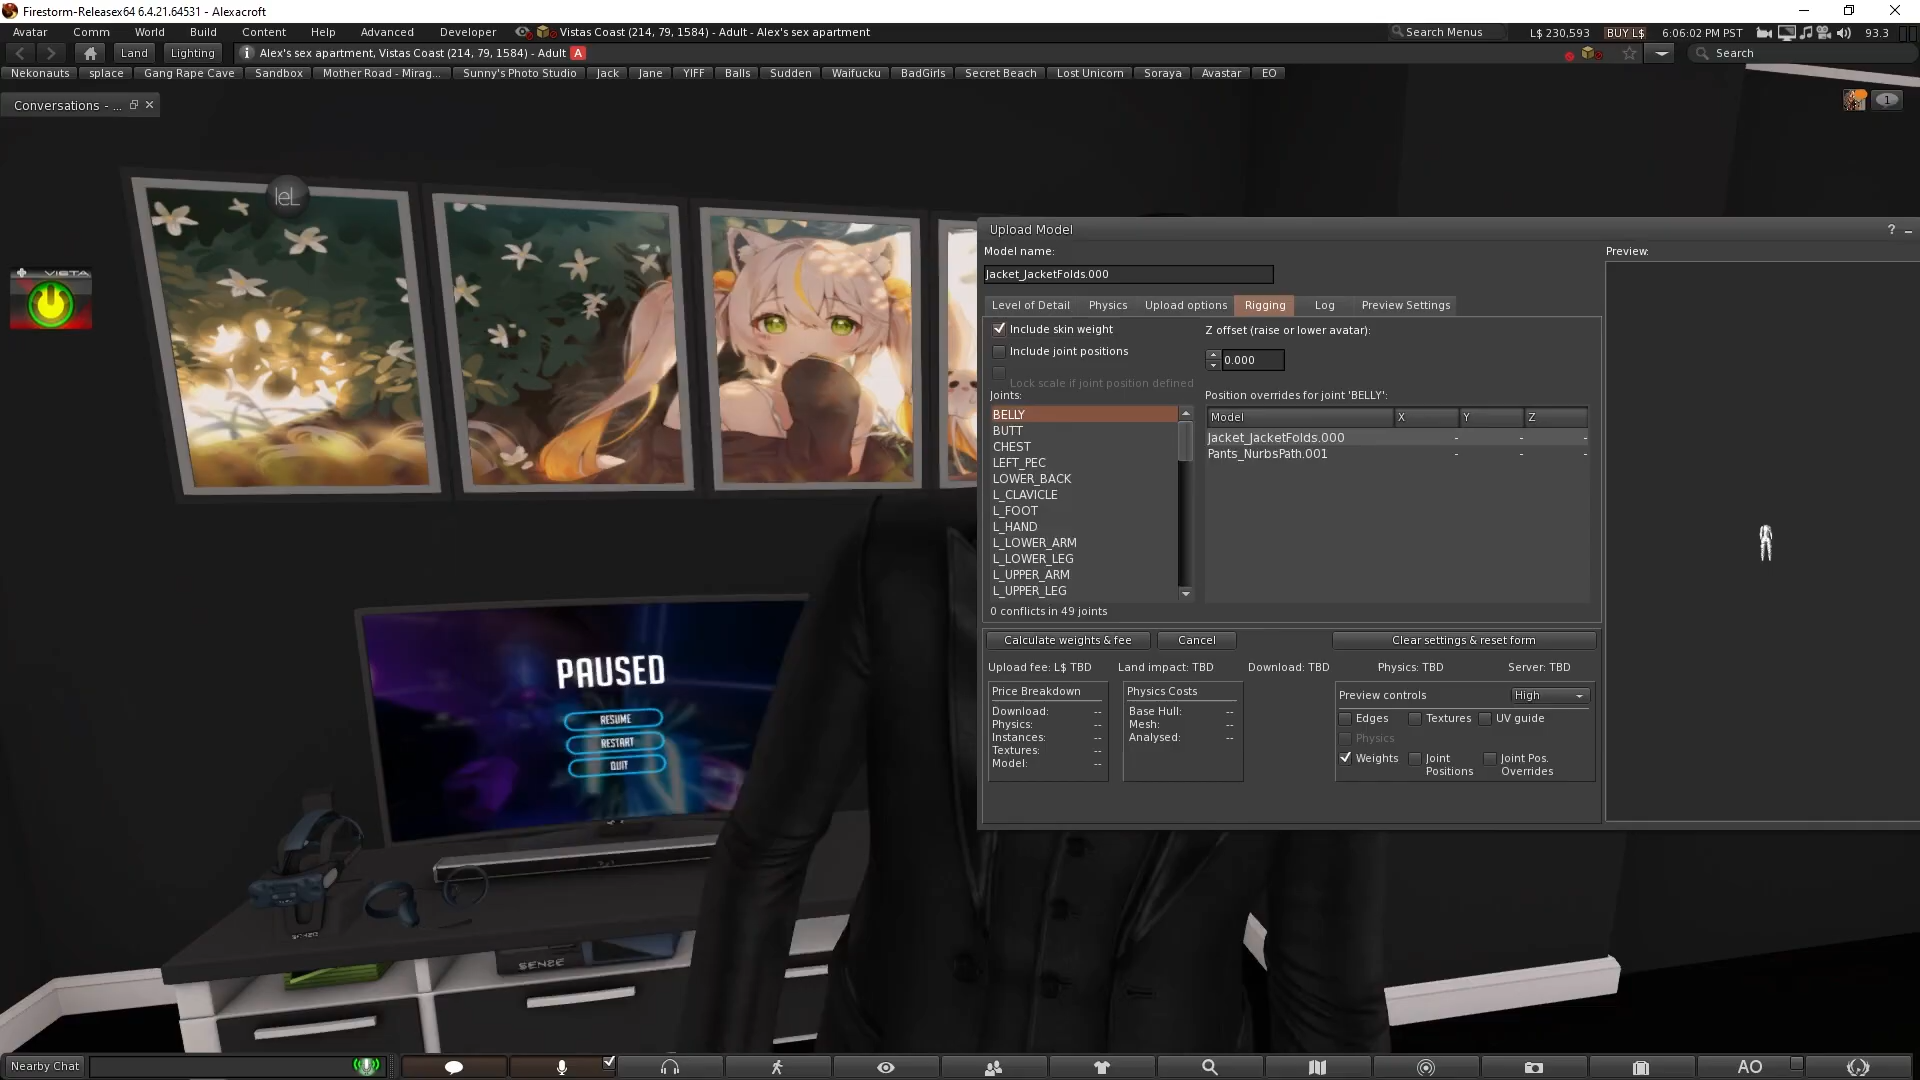 Firestorm-Releasex64 6.4.21.64531 - Alexacroft
Avatar Comm World Build Content Help Advanced Developer Vistas Coast (214, 79, 1584) - Adult - Alex's sex apartment Search Menus L$ 230,593 BUY L$ 6:06:02 PM PST 93.3
Land Lighting Alex's sex apartment, Vistas Coast (214, 79, 1584) - Adult A Search
Nekonauts splace Gang Rape Cave Sandbox Mother Road - Mirag... Sunny's Photo Studio Jack Jane YIFF Balls Sudden Waifucku BadGirls Secret Beach Lost Unicorn Soraya Avastar EO
Conversations - ...
1
leL
VISTA
Upload Model
?
Model name:
Preview:
Jacket_JacketFolds.000
Level of Detail Physics Upload options Rigging Log Preview Settings
Include skin weight
Z offset (raise or lower avatar):
Include joint positions
0.000
Lock scale if joint position defined
Joints:
Position overrides for joint 'BELLY':
BELLY
BUTT
CHEST
LEFT_PEC
LOWER_BACK
L_CLAVICLE
L_FOOT
L_HAND
L_LOWER_ARM
L_LOWER_LEG
L_UPPER_ARM
L_UPPER_LEG
Model X Y Z
Jacket_JacketFolds.000 - - -
Pants_NurbsPath.001 - - -
0 conflicts in 49 joints
Calculate weights & fee Cancel Clear settings & reset form
Upload fee: L$ TBD Land impact: TBD Download: TBD Physics: TBD Server: TBD
Price Breakdown
Download: --
Physics: --
Instances: --
Textures: --
Model: --
Physics Costs
Base Hull: --
Mesh: --
Analysed: --
Preview controls High
Edges Textures UV guide
Physics
Weights Joint Positions Joint Pos. Overrides
PAUSED
RESUME
RESTART
QUIT
SENZE
Nearby Chat
AO